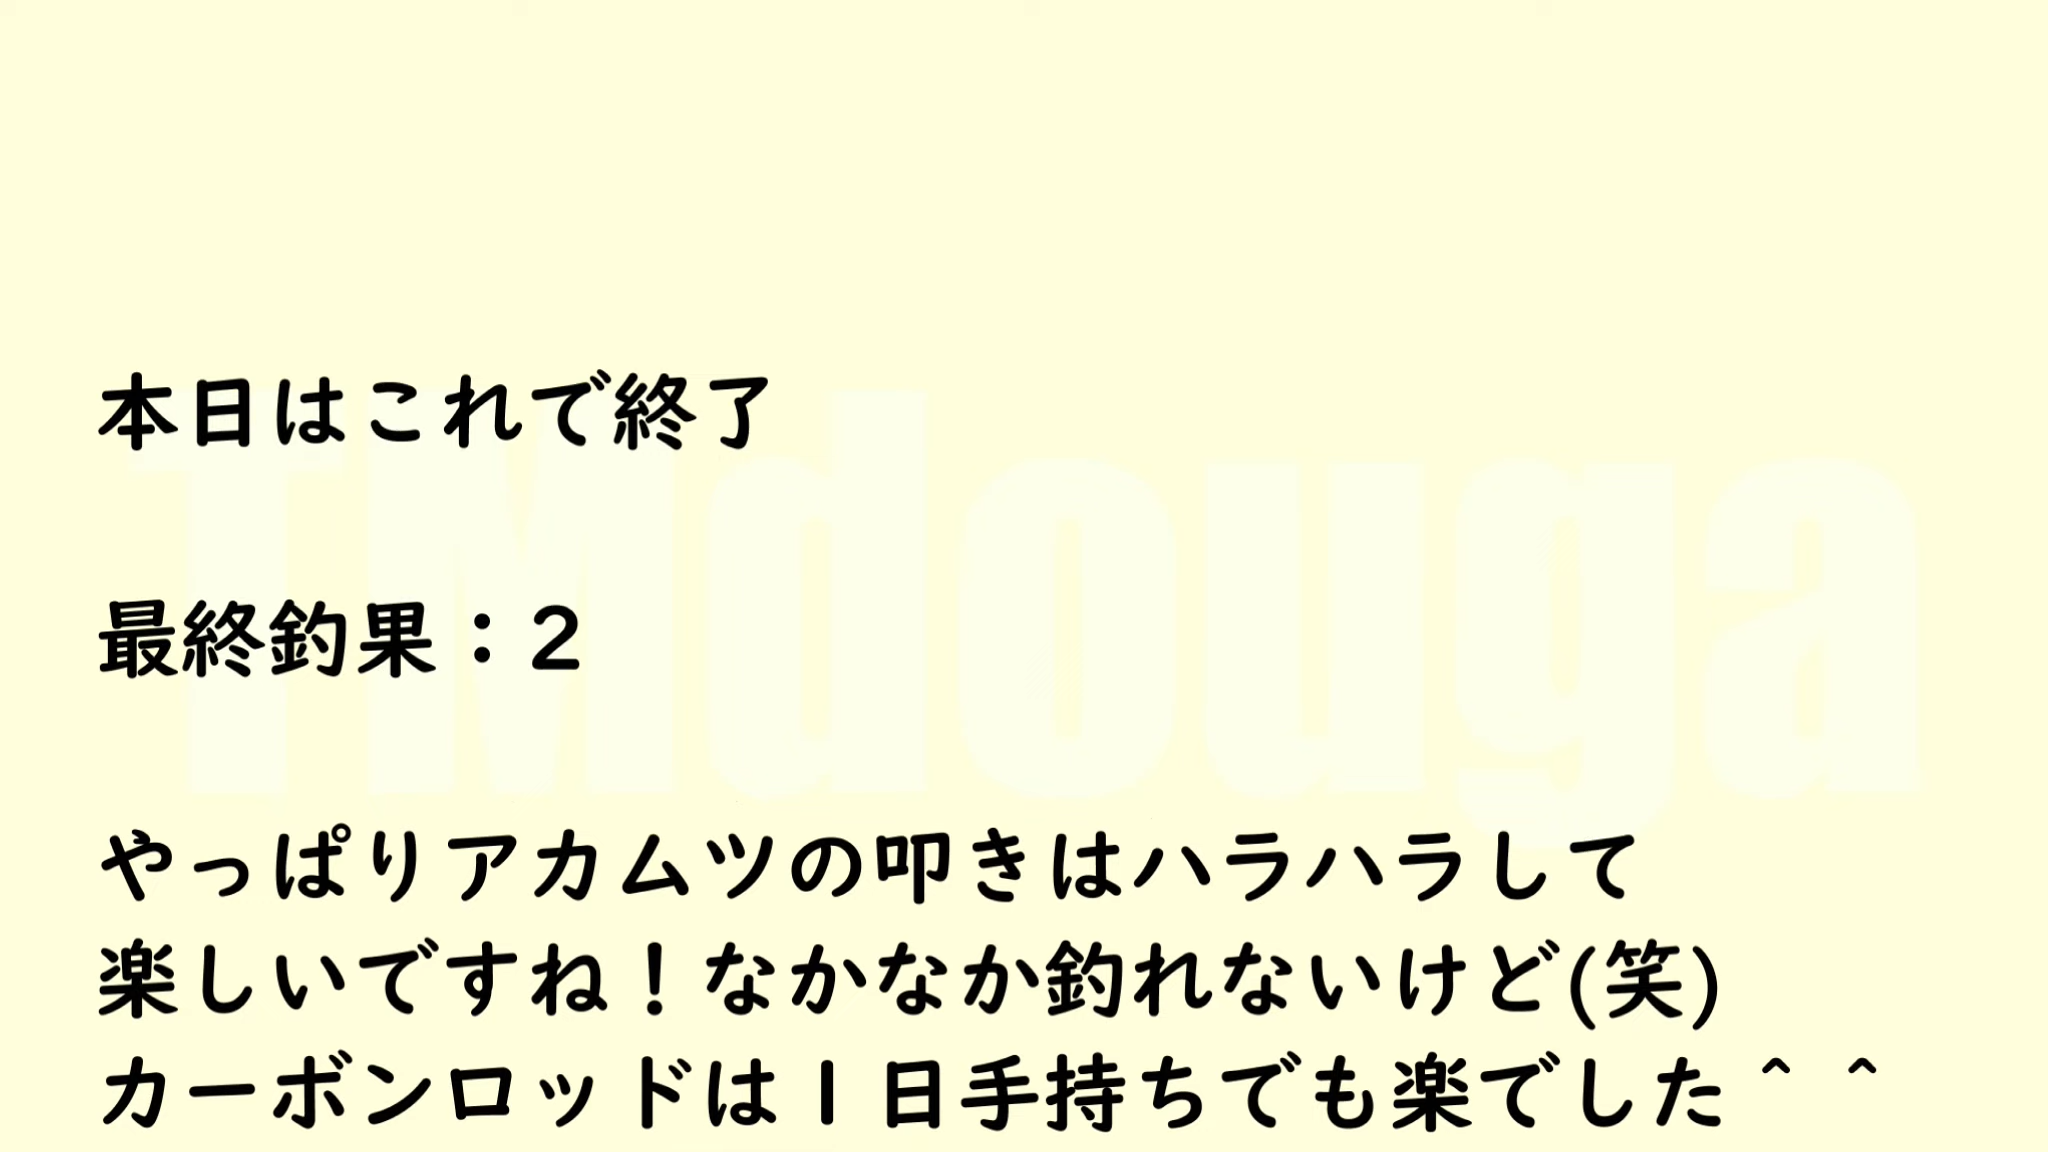 本日はこれで終了
TMdouga
最終釣果：２
やっぱりアカムツの叩きはハラハラして
楽しいですね！なかなか釣れないけど(笑)
カーボンロッドは１日手持ちでも楽でした＾＾